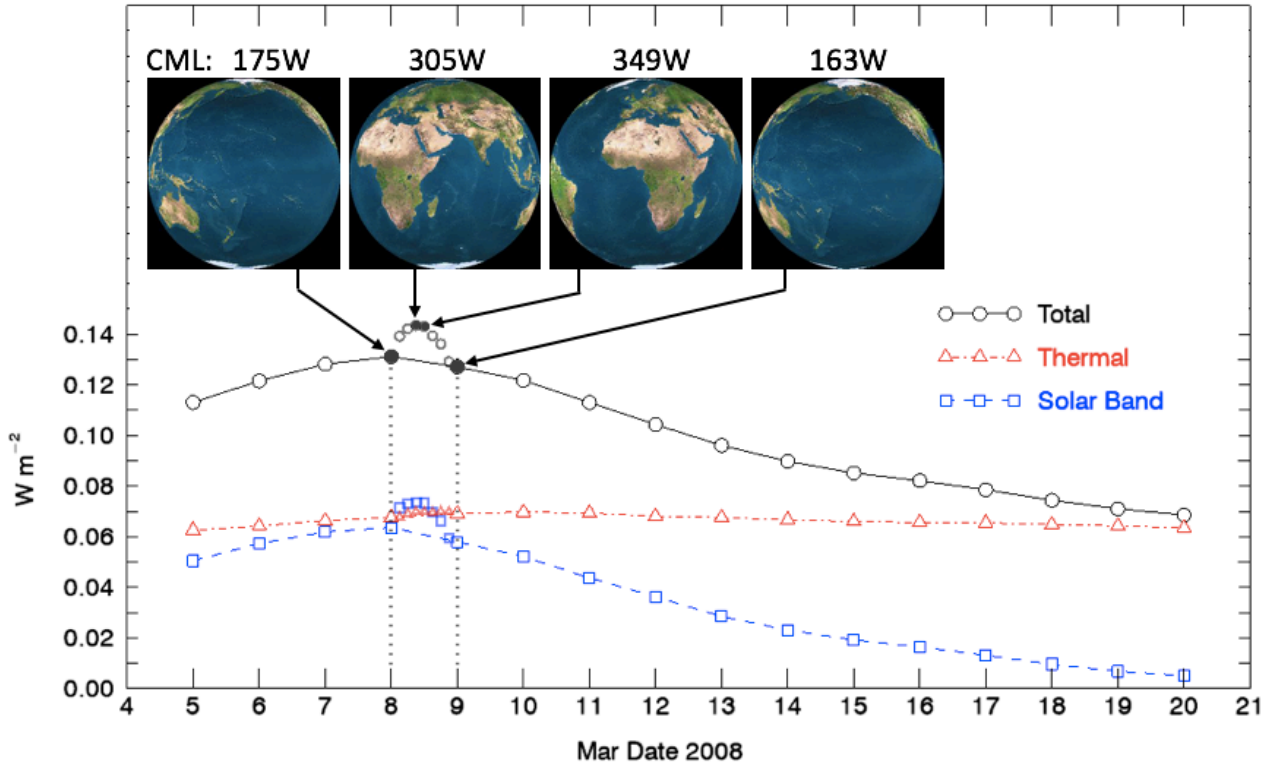 CML: 175W 305W 349W 163W
Total
Thermal
Solar Band
0.14
0.12
0.10
0.08
0.06
0.04
0.02
0.00
W m−2
4 5 6 7 8 9 10 11 12 13 14 15 16 17 18 19 20 21
Mar Date 2008